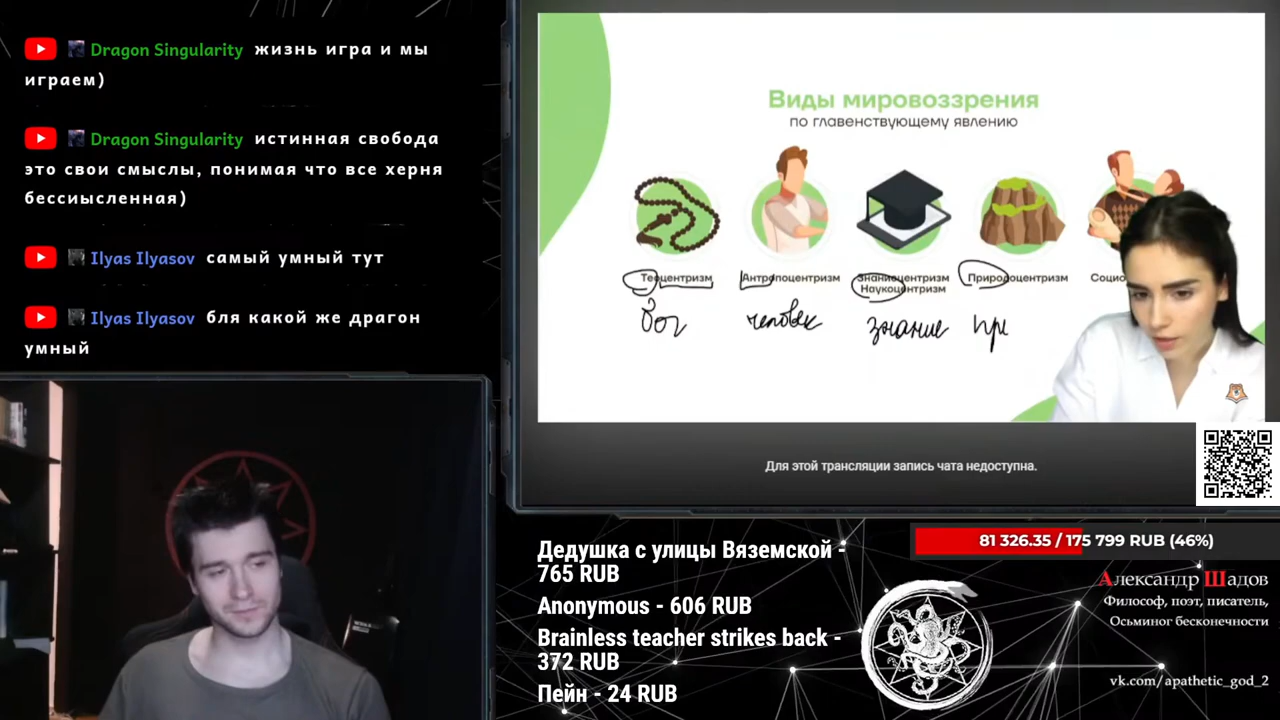 Dragon Singularity жизнь игра и мы
играем)
Dragon Singularity истинная свобода
это свои смыслы, понимая что все херня
бессиысленная)
Ilyas Ilyasov самый умный тут
Ilyas Ilyasov бля какой же драгон
умный
Виды мировоззрения
по главенствующему явлению
Теоцентризм
Антропоцентризм
Знаниецентризм
Наукоцентризм
Природоцентризм
Социо
бог
человек
знание
пр
Для этой трансляции запись чата недоступна.
81 326.35 / 175 799 RUB (46%)
Дедушка с улицы Вяземской -
765 RUB
Anonymous - 606 RUB
Brainless teacher strikes back -
372 RUB
Пейн - 24 RUB
Александр Шадов
Философ, поэт, писатель,
Осьминог бесконечности
vk.com/apathetic_god_2